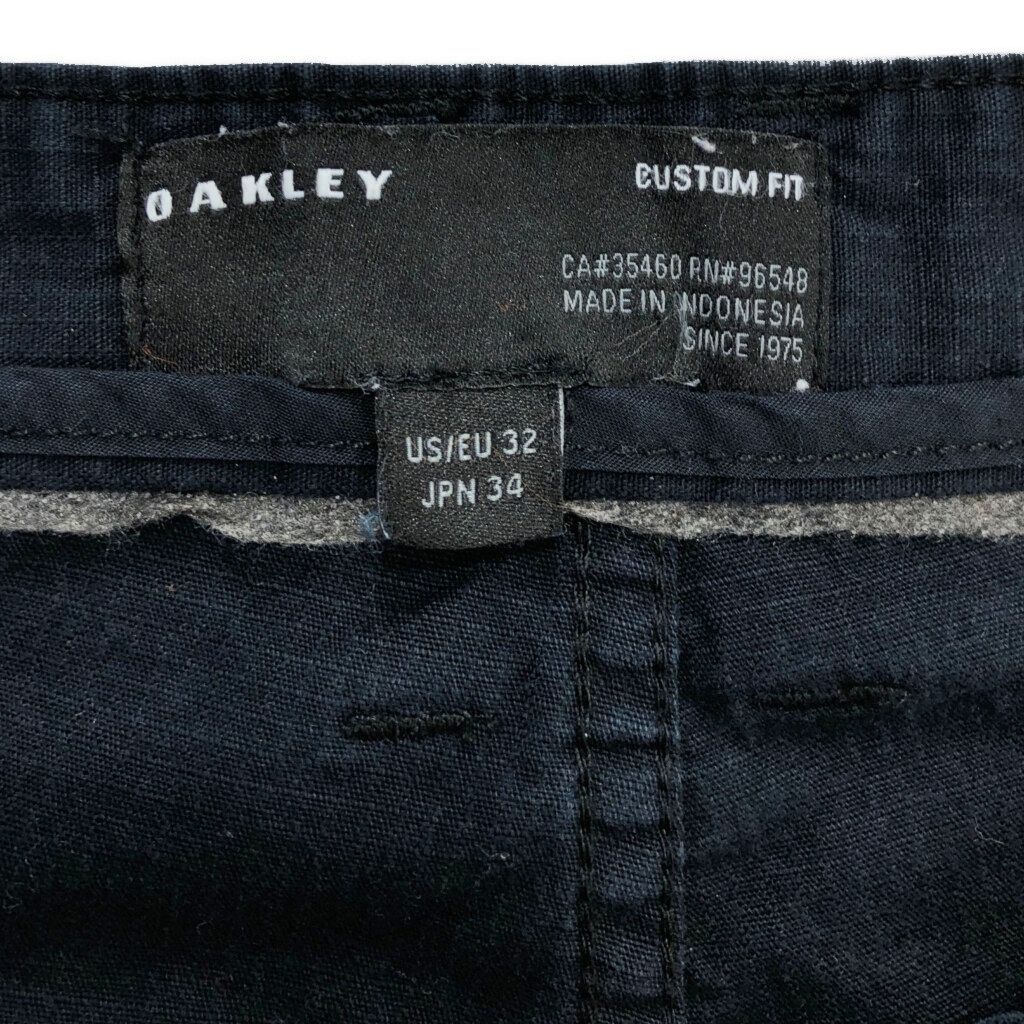 OAKLEY
CUSTOM FIT
CA#35460 RN#96548
MADE IN INDONESIA
SINCE 1975
US/EU 32
JPN 34